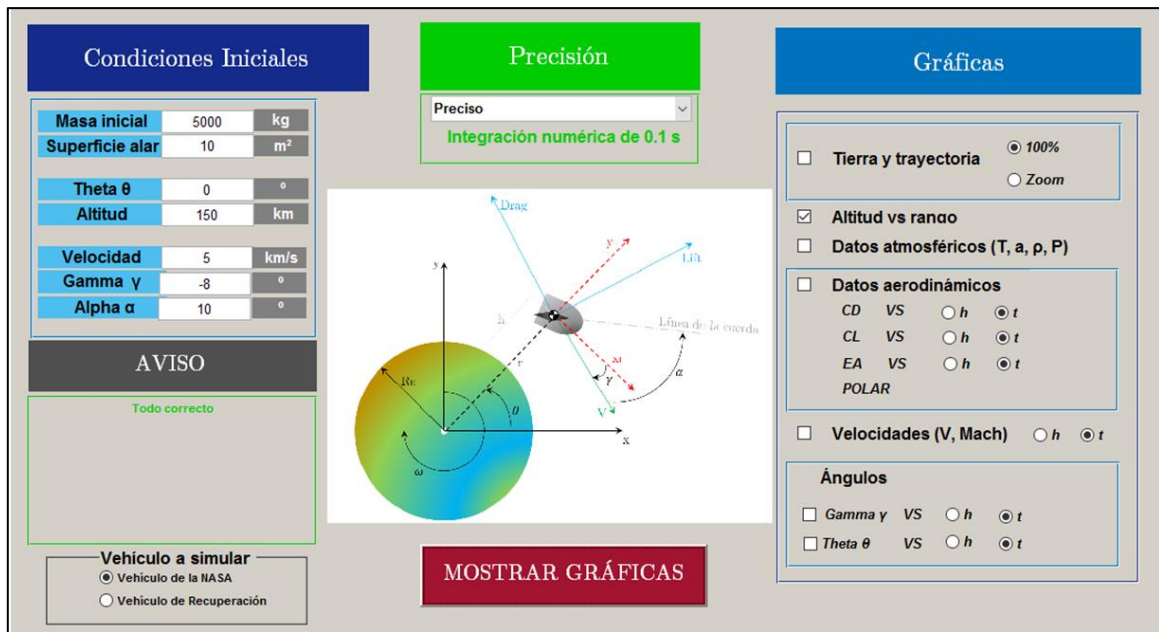 Condiciones Iniciales
Masa inicial 5000 kg
Superficie alar 10 m²
Theta θ 0 º
Altitud 150 km
Velocidad 5 km/s
Gamma γ -8 º
Alpha α 10 º
AVISO
Todo correcto
Vehículo a simular
Vehículo de la NASA
Vehículo de Recuperación
Precisión
Preciso
Integración numérica de 0.1 s
Drag
y
Lift
y
h
Línea de la cuerda
r
x
γ
α
V
Re
θ
x
ω
MOSTRAR GRÁFICAS
Gráficas
Tierra y trayectoria
100%
Zoom
Altitud vs rango
Datos atmosféricos (T, a, ρ, P)
Datos aerodinámicos
CD VS h t
CL VS h t
EA VS h t
POLAR
Velocidades (V, Mach) h t
Ángulos
Gamma γ VS h t
Theta θ VS h t